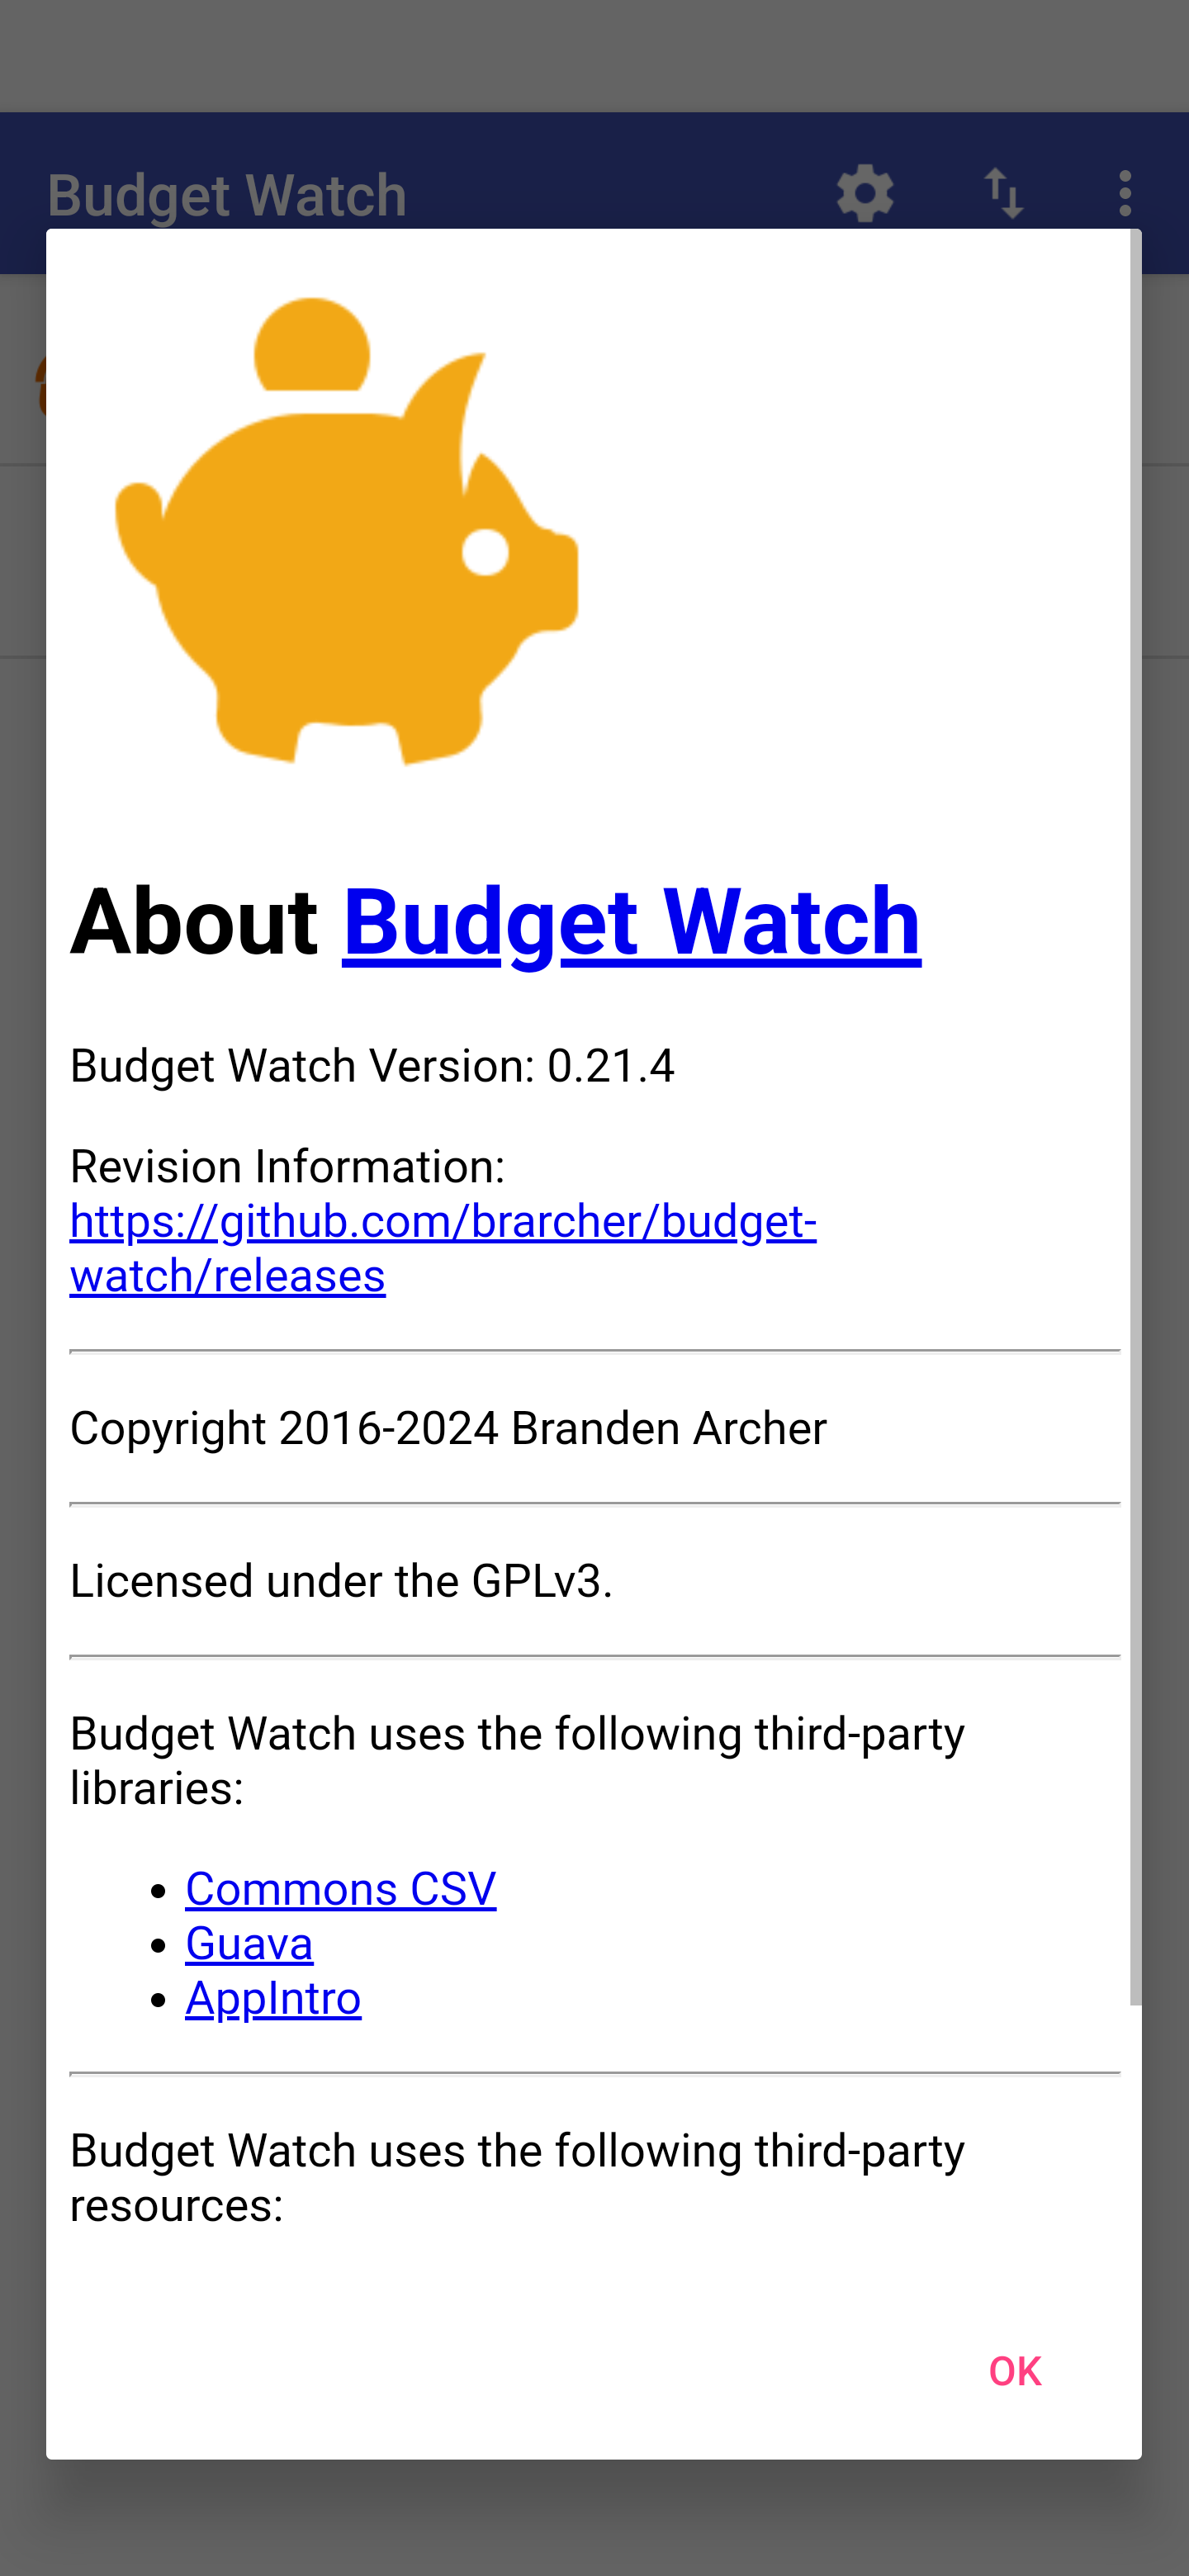 Budget Watch
About Budget Watch
Budget Watch Version: 0.21.4
Revision Information:
https://github.com/brarcher/budget-
watch/releases
Copyright 2016-2024 Branden Archer
Licensed under the GPLv3.
Budget Watch uses the following third-party
libraries:
• Commons CSV
• Guava
• AppIntro
Budget Watch uses the following third-party
resources:
OK